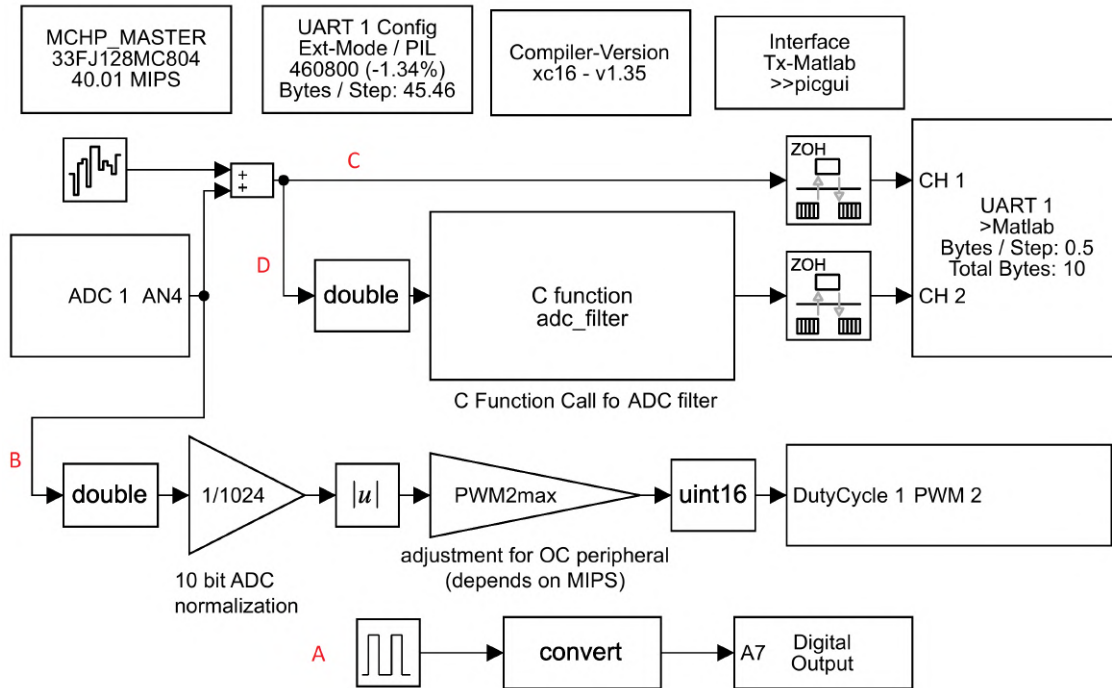 MCHP_MASTER
33FJ128MC804
40.01 MIPS
UART 1 Config
Ext-Mode / PIL
460800 (-1.34%)
Bytes / Step: 45.46
Compiler-Version
xc16 - v1.35
Interface
Tx-Matlab
>>picgui
+
+
C
ZOH
CH 1
UART 1
>Matlab
Bytes / Step: 0.5
Total Bytes: 10
CH 2
ADC 1 AN4
D
double
C function
adc_filter
ZOH
C Function Call fo ADC filter
B
double
1/1024
|u|
PWM2max
uint16
DutyCycle 1 PWM 2
10 bit ADC
normalization
adjustment for OC peripheral
(depends on MIPS)
A
convert
A7
Digital
Output